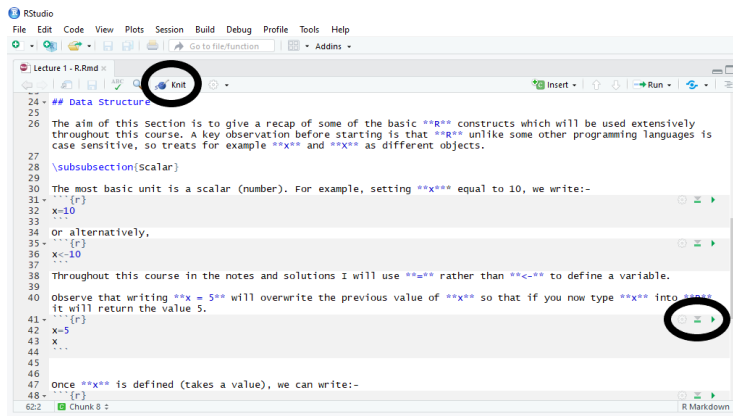 RStudio
File Edit Code View Plots Session Build Debug Profile Tools Help
Go to file/function Addins
Lecture 1 - R.Rmd
ABC Knit Insert Run
24 ## Data Structure
25
26 The aim of this Section is to give a recap of some of the basic **R** constructs which will be used extensively
throughout this course. A key observation before starting is that **R** unlike some other programming languages is
case sensitive, so treats for example **x** and **X** as different objects.
27
28 \subsubsection{Scalar}
29
30 The most basic unit is a scalar (number). For example, setting **x*** equal to 10, we write:-
31 ```{r}
32 x=10
33 ```
34 Or alternatively,
35 ```{r}
36 x<-10
37 ```
38 Throughout this course in the notes and solutions I will use **=** rather than **<-** to define a variable.
39
40 Observe that writing **x = 5** will overwrite the previous value of **x** so that if you now type **x** into **R**
it will return the value 5.
41 ```{r}
42 x=5
43 x
44 ```
45
46
47 Once **x** is defined (takes a value), we can write:-
48 ```{r}
62:2 C Chunk 8 R Markdown